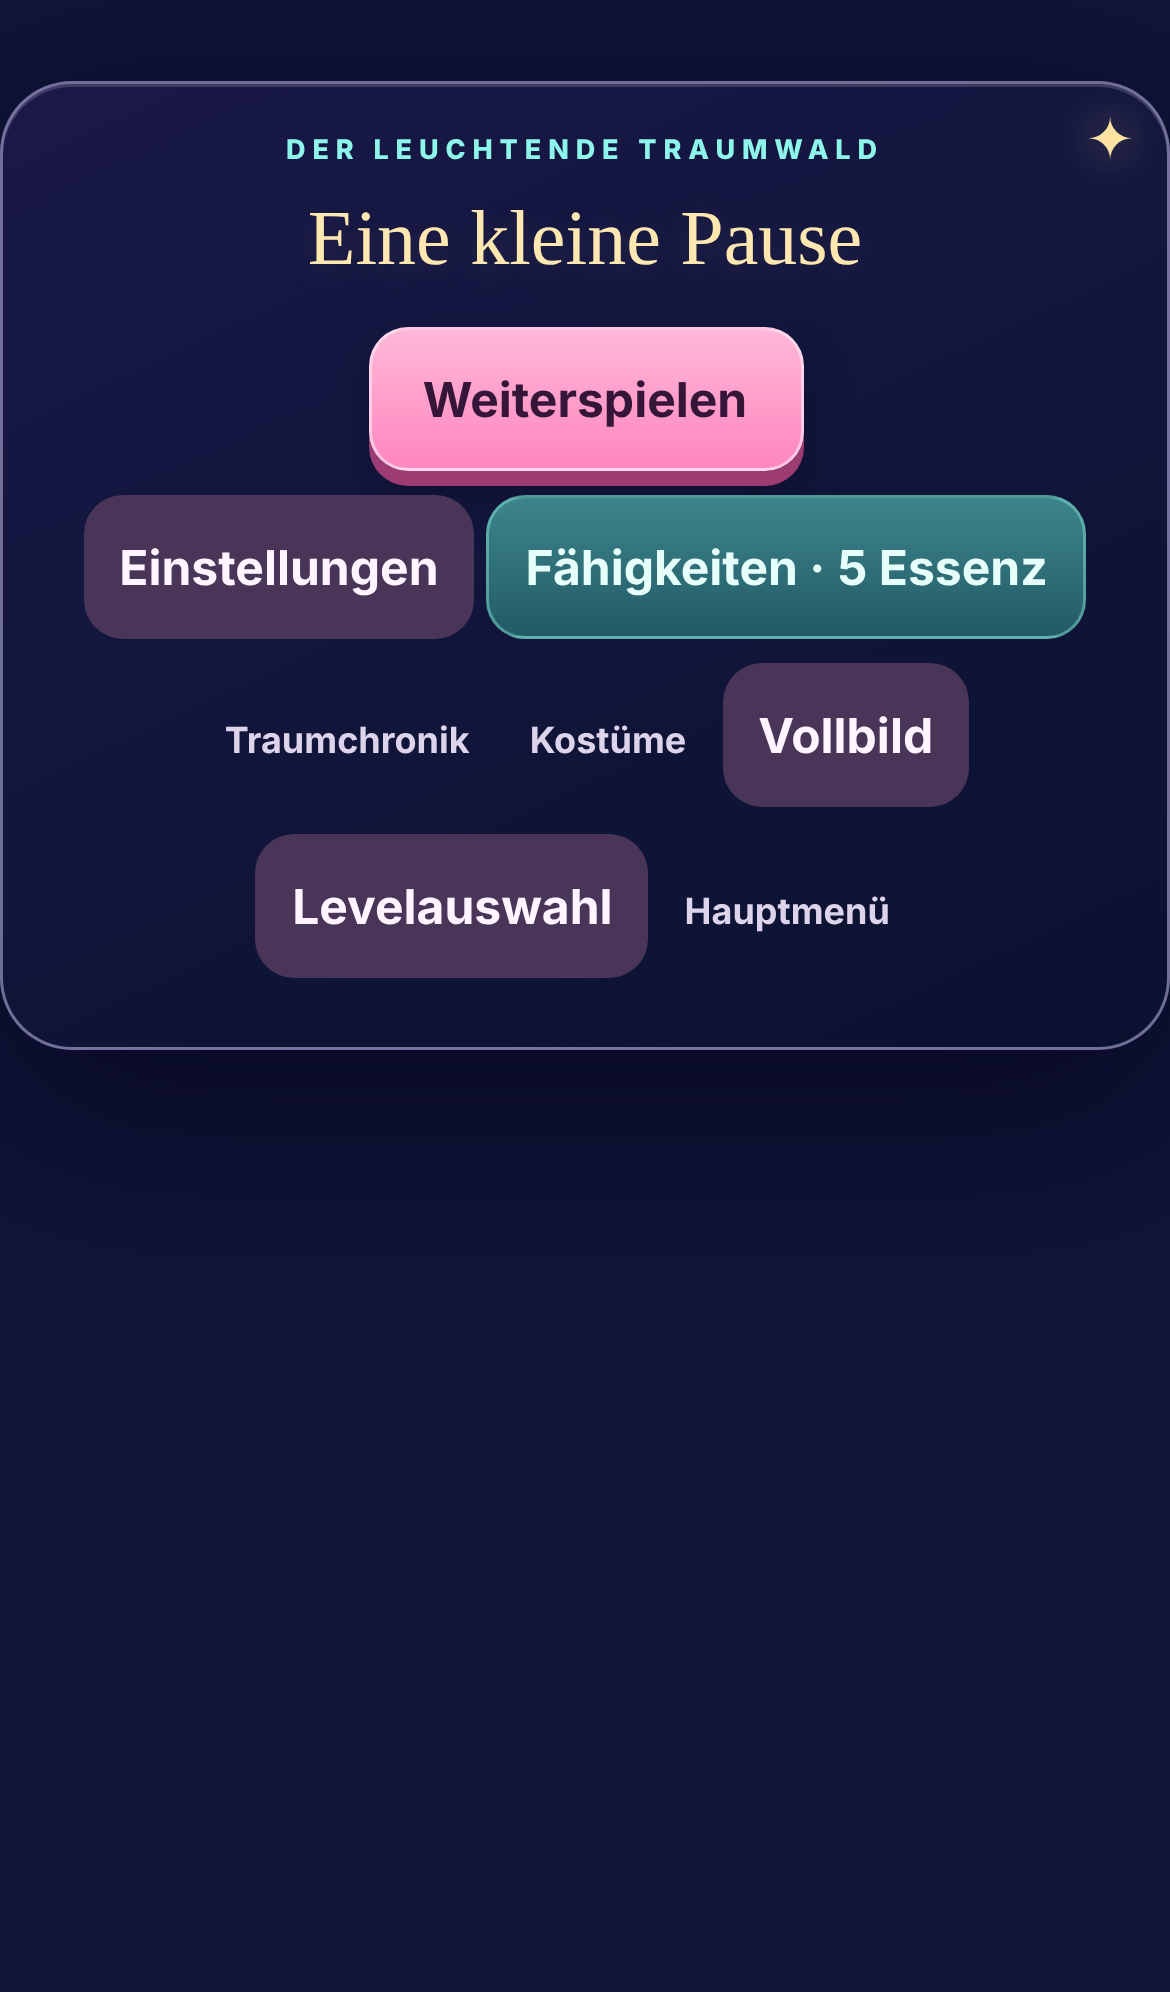 DER LEUCHTENDE TRAUMWALD
Eine kleine Pause
Weiterspielen
Einstellungen
Fähigkeiten · 5 Essenz
Traumchronik
Kostüme
Vollbild
Levelauswahl
Hauptmenü